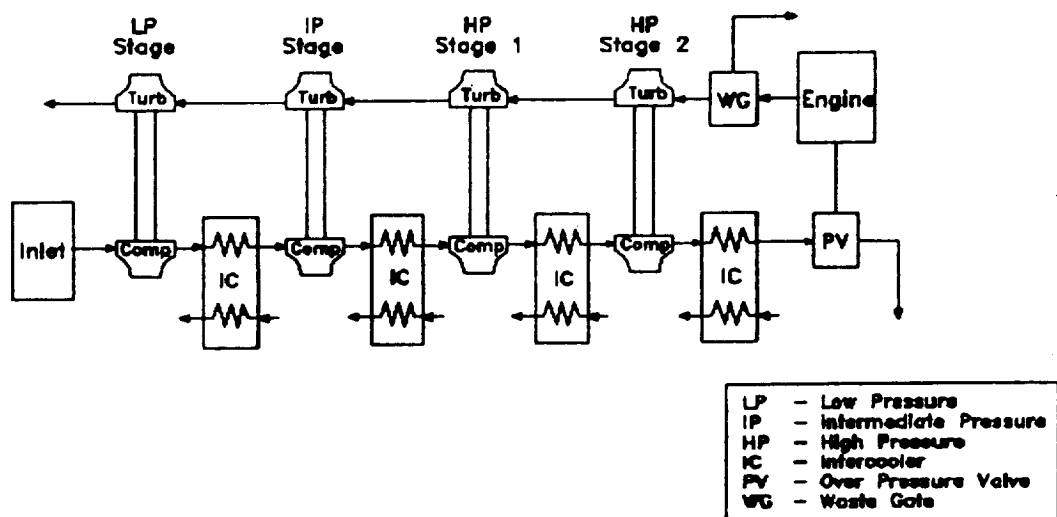 LP Stage
IP Stage
HP Stage 1
HP Stage 2
Turb
Turb
Turb
Turb
WG
Engine
Inlet
Comp
Comp
Comp
Comp
PV
IC
IC
IC
IC
LP – Low Pressure
IP – Intermediate Pressure
HP – High Pressure
IC – Intercooler
PV – Over Pressure Valve
WG – Waste Gate